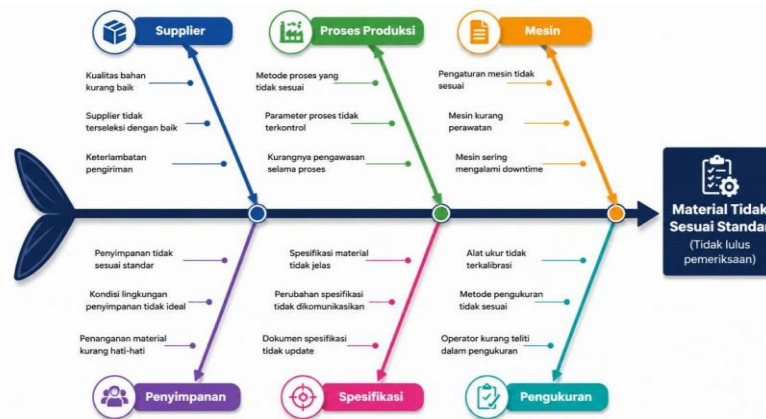 Supplier
Kualitas bahan
kurang baik
Supplier tidak
terseleksi dengan baik
Keterlambatan
pengiriman
Proses Produksi
Metode proses yang
tidak sesuai
Parameter proses tidak
terkontrol
Kurangnya pengawasan
selama proses
Mesin
Pengaturan mesin tidak
sesuai
Mesin kurang
perawatan
Mesin sering
mengalami downtime
Material Tidak
Sesuai Standar
(Tidak lulus
pemeriksaan)
Penyimpanan tidak
sesuai standar
Kondisi lingkungan
penyimpanan tidak ideal
Penanganan material
kurang hati-hati
Penyimpanan
Spesifikasi material
tidak jelas
Perubahan spesifikasi
tidak dikomunikasikan
Dokumen spesifikasi
tidak update
Spesifikasi
Alat ukur tidak
terkalibrasi
Metode pengukuran
tidak sesuai
Operator kurang teliti
dalam pengukuran
Pengukuran